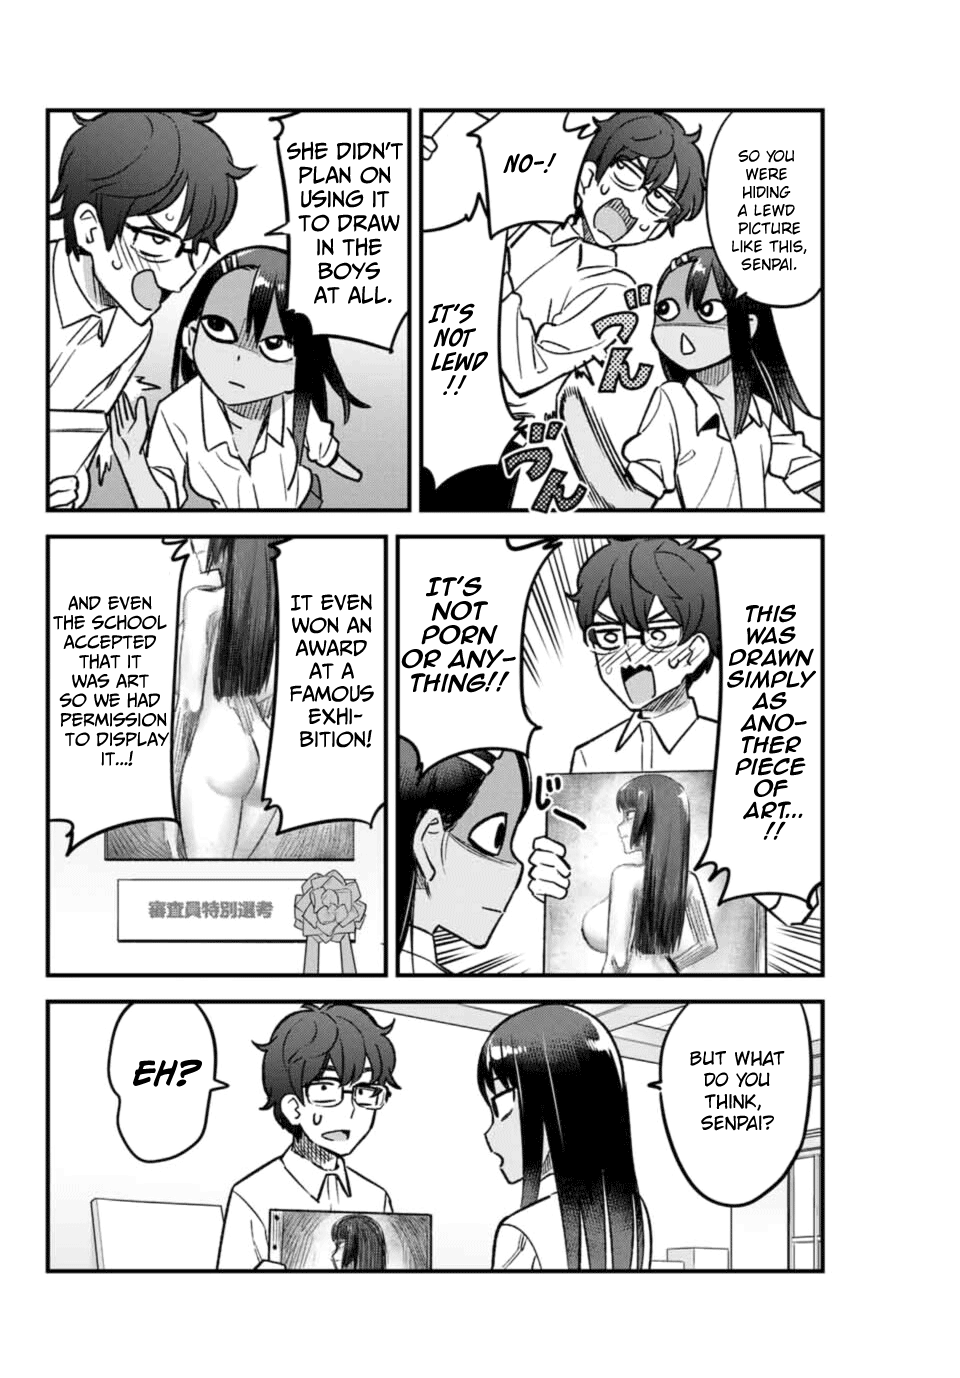 SO YOU
WERE
HIDING
A LEWD
PICTURE
LIKE THIS,
SENPAI.
NO-!
IT'S
NOT
LEWD
!!
づん
づん
SHE DIDN'T
PLAN ON
USING IT
TO DRAW
IN THE
BOYS
AT ALL.
THIS
WAS
DRAWN
SIMPLY
AS
ANO-
THER
PIECE
OF
ART...
!!
IT'S
NOT
PORN
OR ANY-
THING!!
じー
IT EVEN
WON AN
AWARD
AT A
FAMOUS
EXHI-
BITION!
AND EVEN
THE SCHOOL
ACCEPTED
THAT IT
WAS ART
SO WE HAD
PERMISSION
TO DISPLAY
IT...!
審査員特別選考
BUT WHAT
DO YOU
THINK,
SENPAI?
EH?